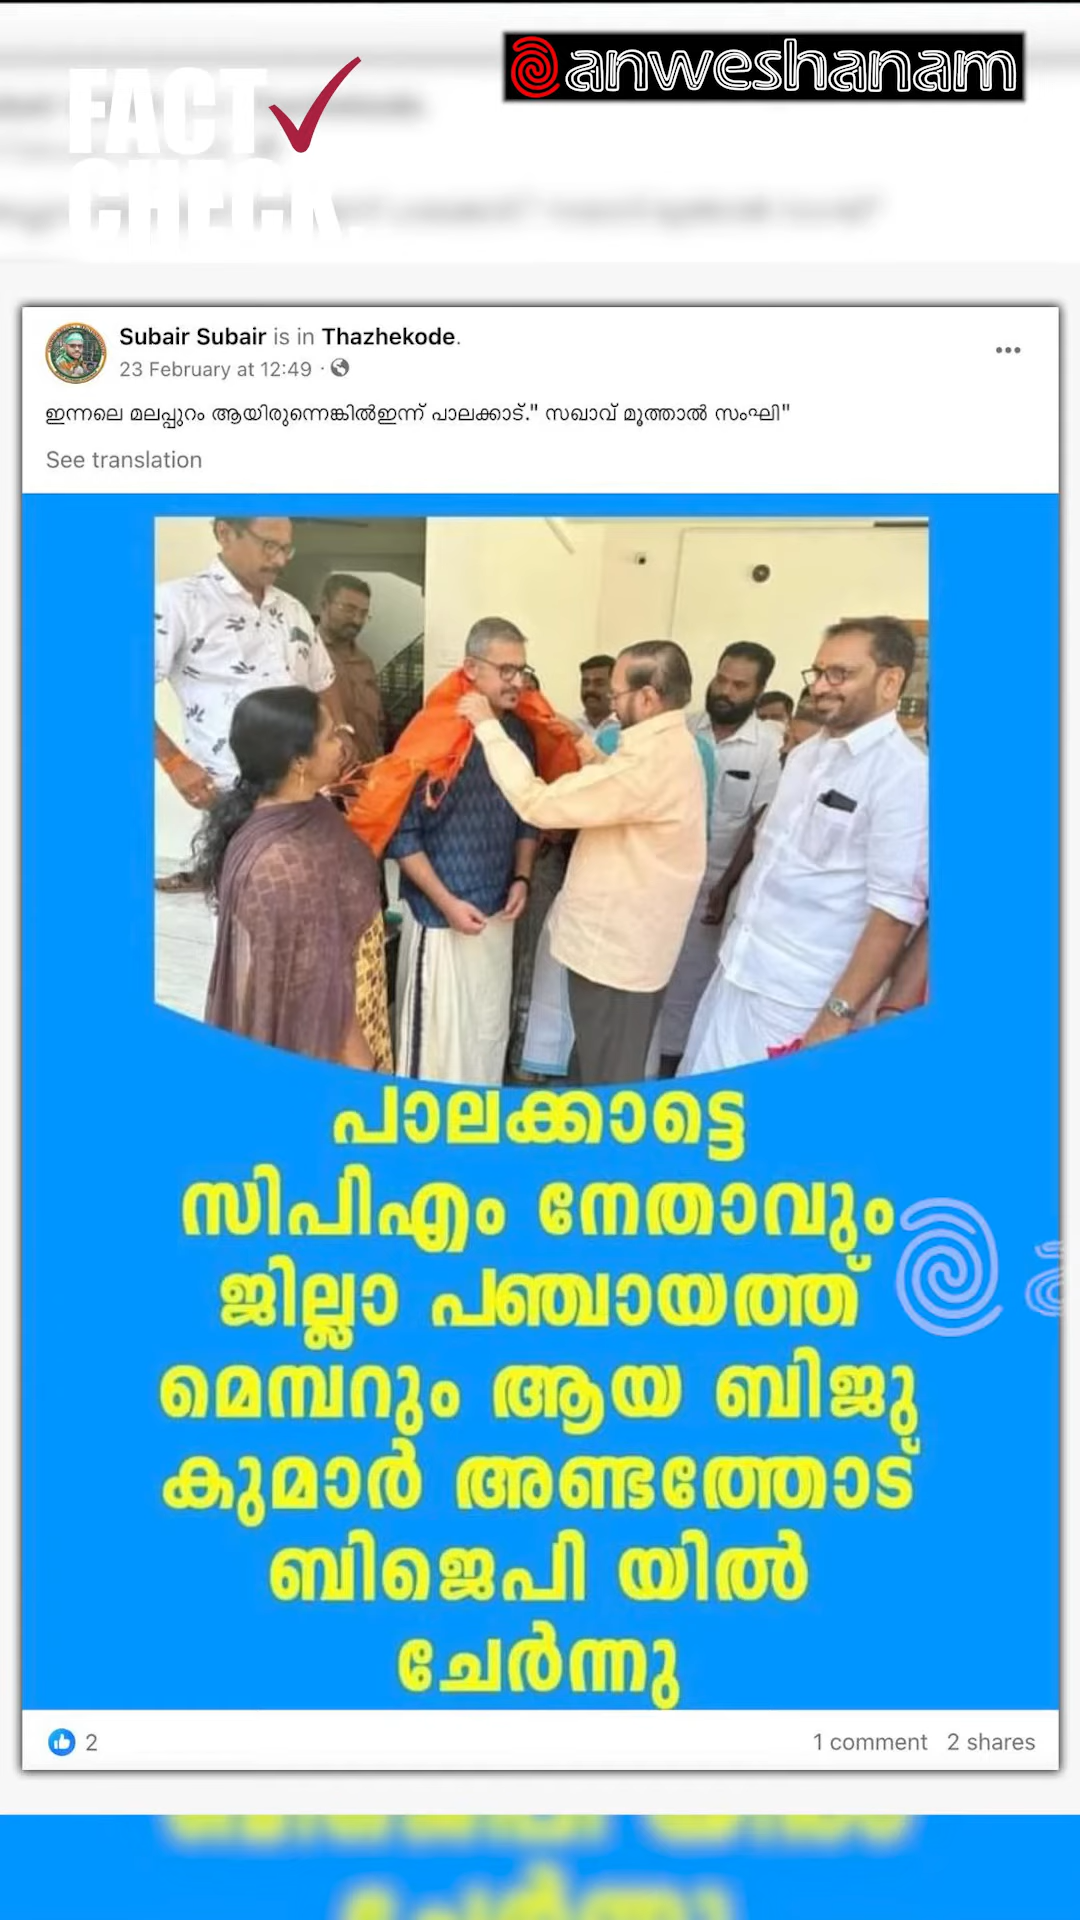 FACT
CHECK
anweshanam
Subair Subair is in Thazhekode.
23 February at 12:49
ഇന്നലെ മലപ്പുറം ആയിരുന്നെങ്കിൽഇന്ന് പാലക്കാട്." സഖാവ് മൂത്താൽ സംഘി"
See translation
പാലക്കാട്ടെ
സിപിഎം നേതാവും
ജില്ലാ പഞ്ചായത്ത്
മെമ്പറും ആയ ബിജു
കുമാർ അണ്ടത്തോട്
ബിജെപി യിൽ
ചേർന്നു
2
1 comment 2 shares